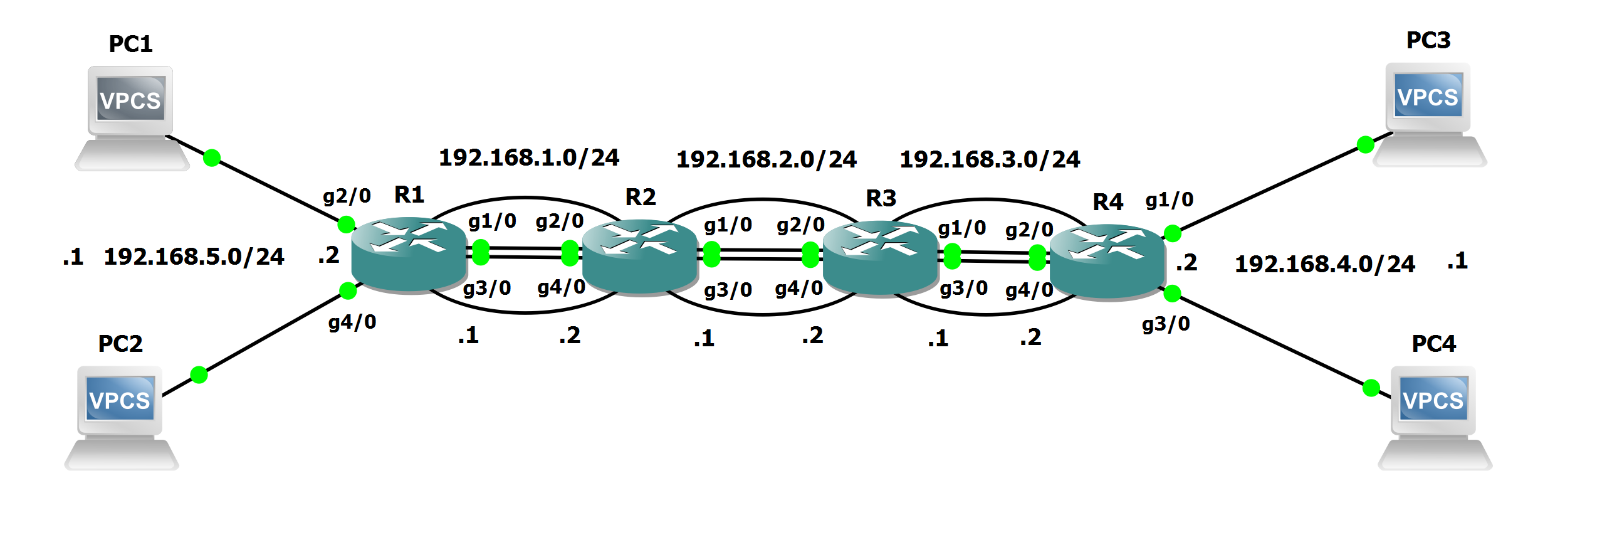 PC1
VPCS
PC3
VPCS
192.168.1.0/24
192.168.2.0/24
192.168.3.0/24
g2/0
R1
R2
R3
R4
g1/0
g1/0
g2/0
g1/0
g2/0
g1/0
g2/0
.1
192.168.5.0/24
.2
.2
192.168.4.0/24
.1
g3/0
g4/0
g3/0
g4/0
g3/0
g4/0
g4/0
g3/0
.1
.2
.1
.2
.1
.2
PC2
VPCS
PC4
VPCS